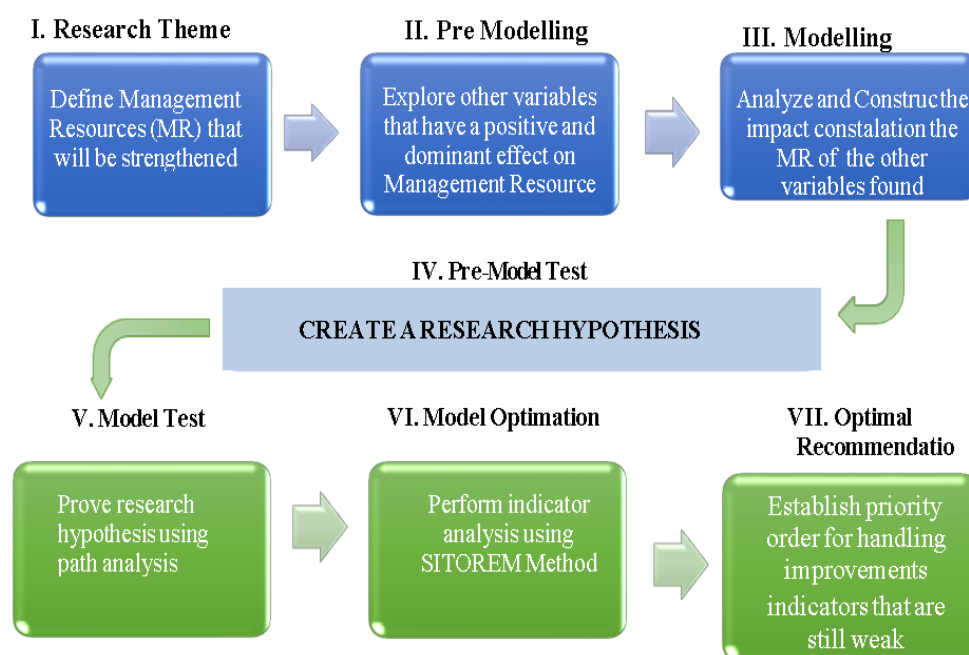 I. Research Theme
II. Pre Modelling
III. Modelling
Define Management
Resources (MR) that
will be strengthened
Explore other variables
that have a positive and
dominant effect on
Management Resource
Analyze and Construct the
impact constalation the
MR of the other
variables found
IV. Pre-Model Test
CREATE A RESEARCH HYPOTHESIS
V. Model Test
VI. Model Optimation
VII. Optimal
Recommendatio
Prove research
hypothesis using
path analysis
Perform indicator
analysis using
SITOREM Method
Establish priority
order for handling
improvements
indicators that are
still weak